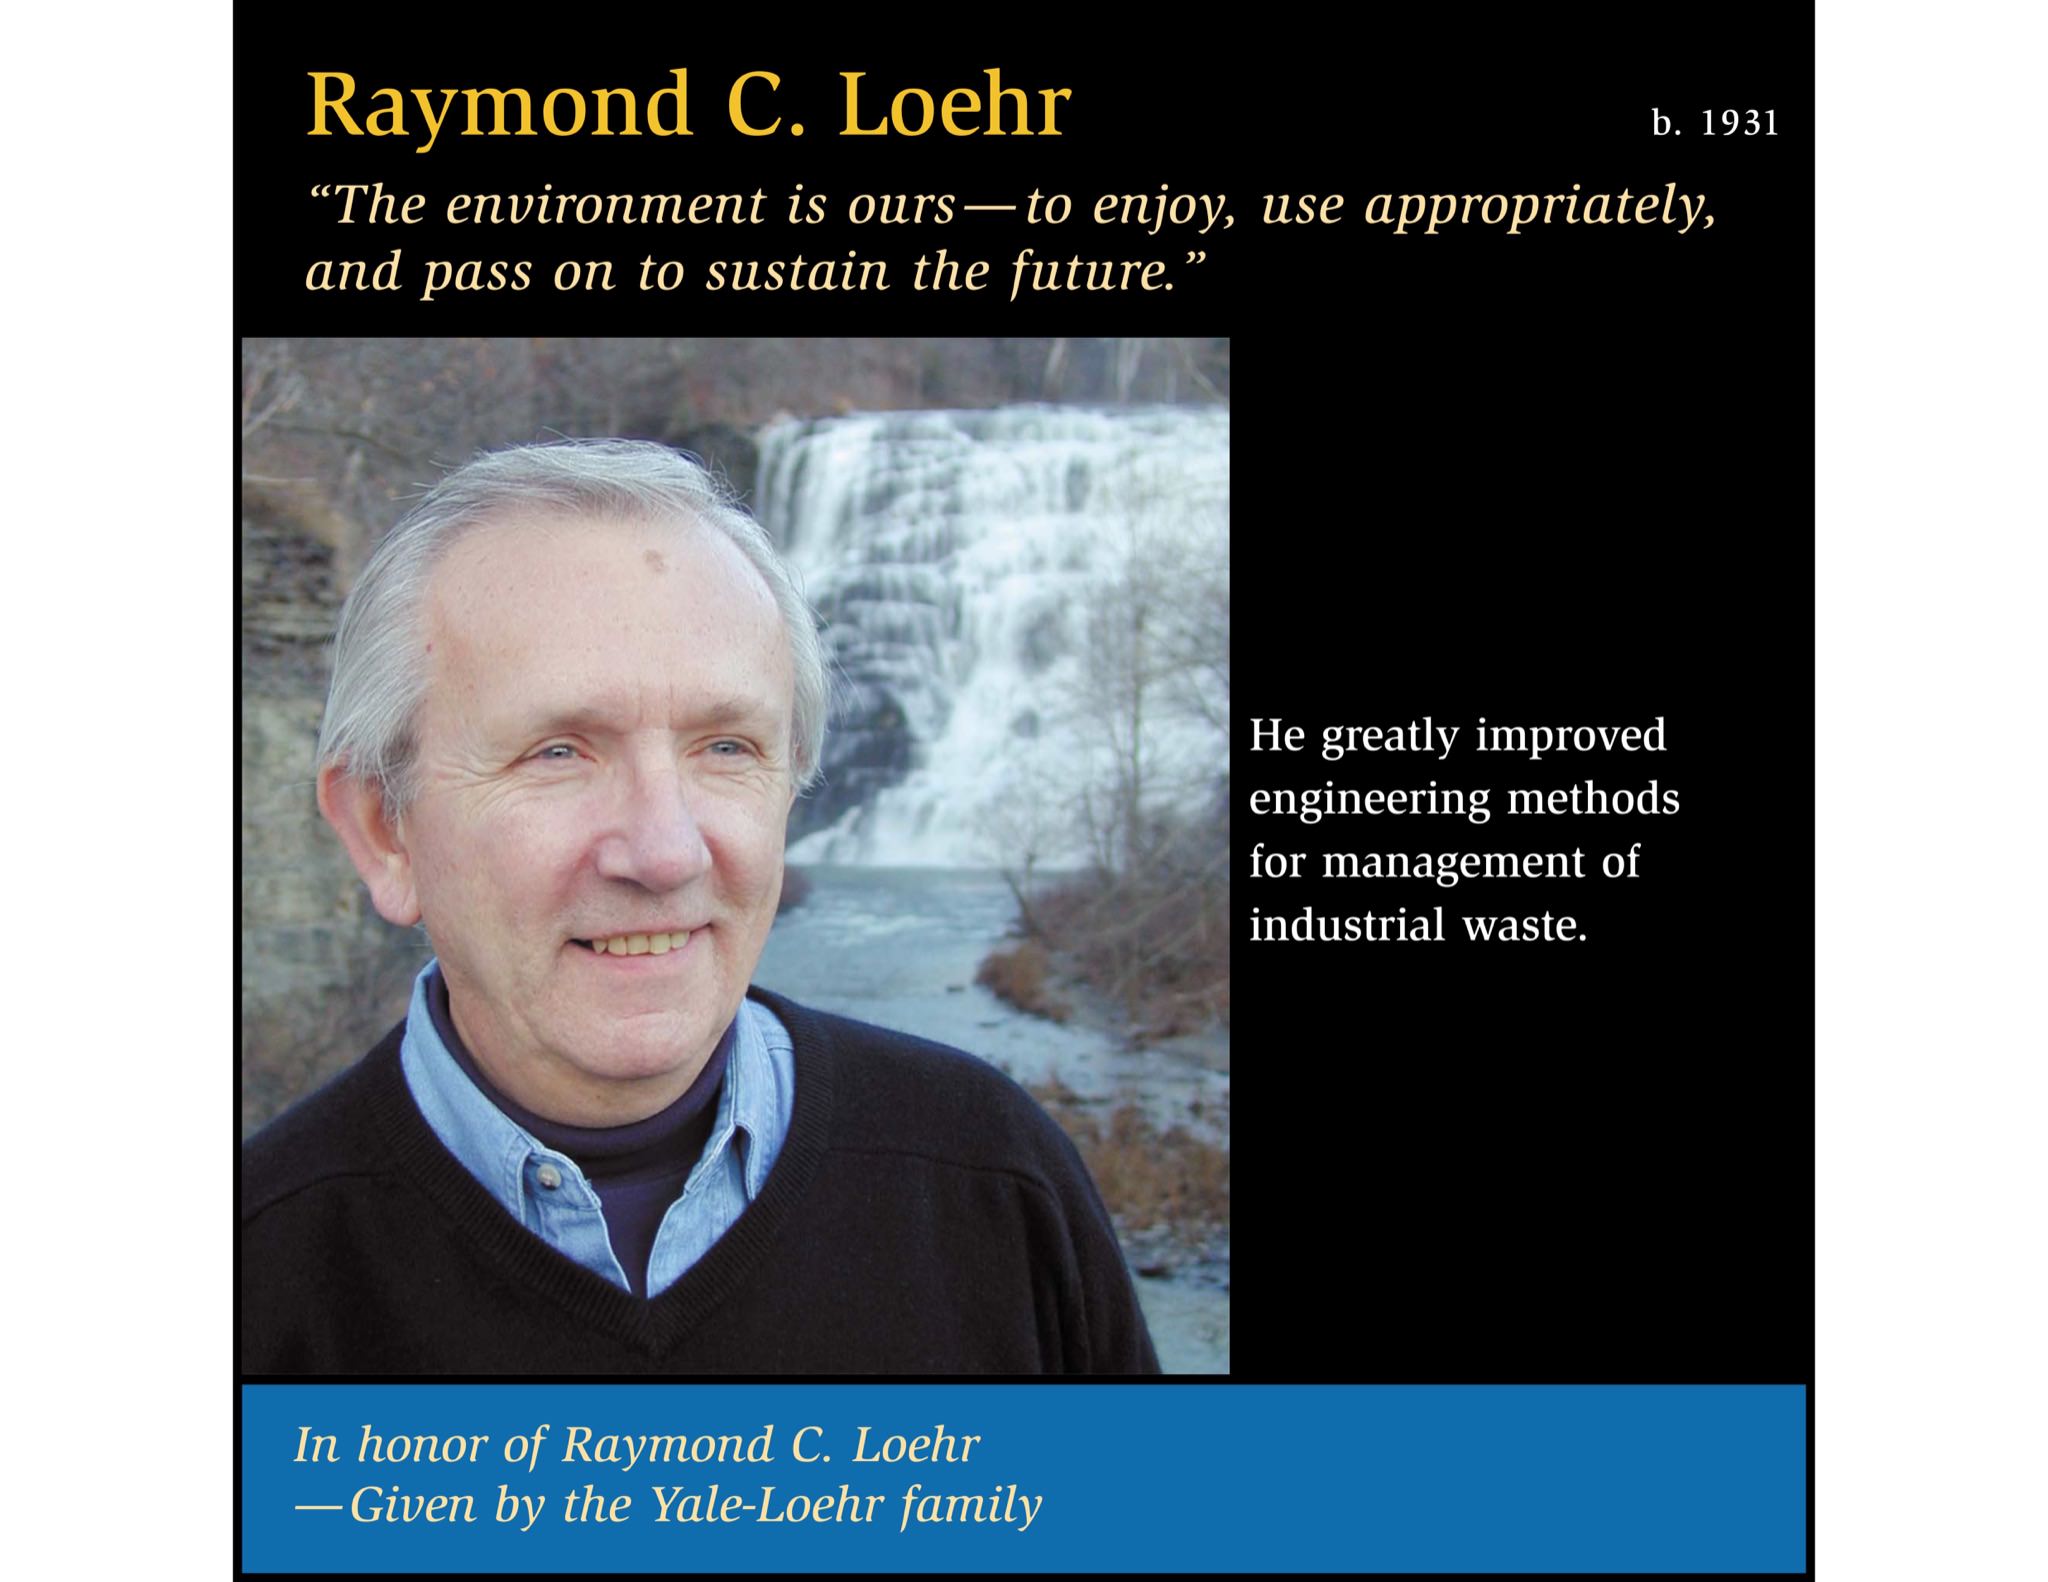 Raymond C. Loehr
b. 1931
“The environment is ours—to enjoy, use appropriately,
and pass on to sustain the future.”
He greatly improved
engineering methods
for management of
industrial waste.
In honor of Raymond C. Loehr
—Given by the Yale-Loehr family